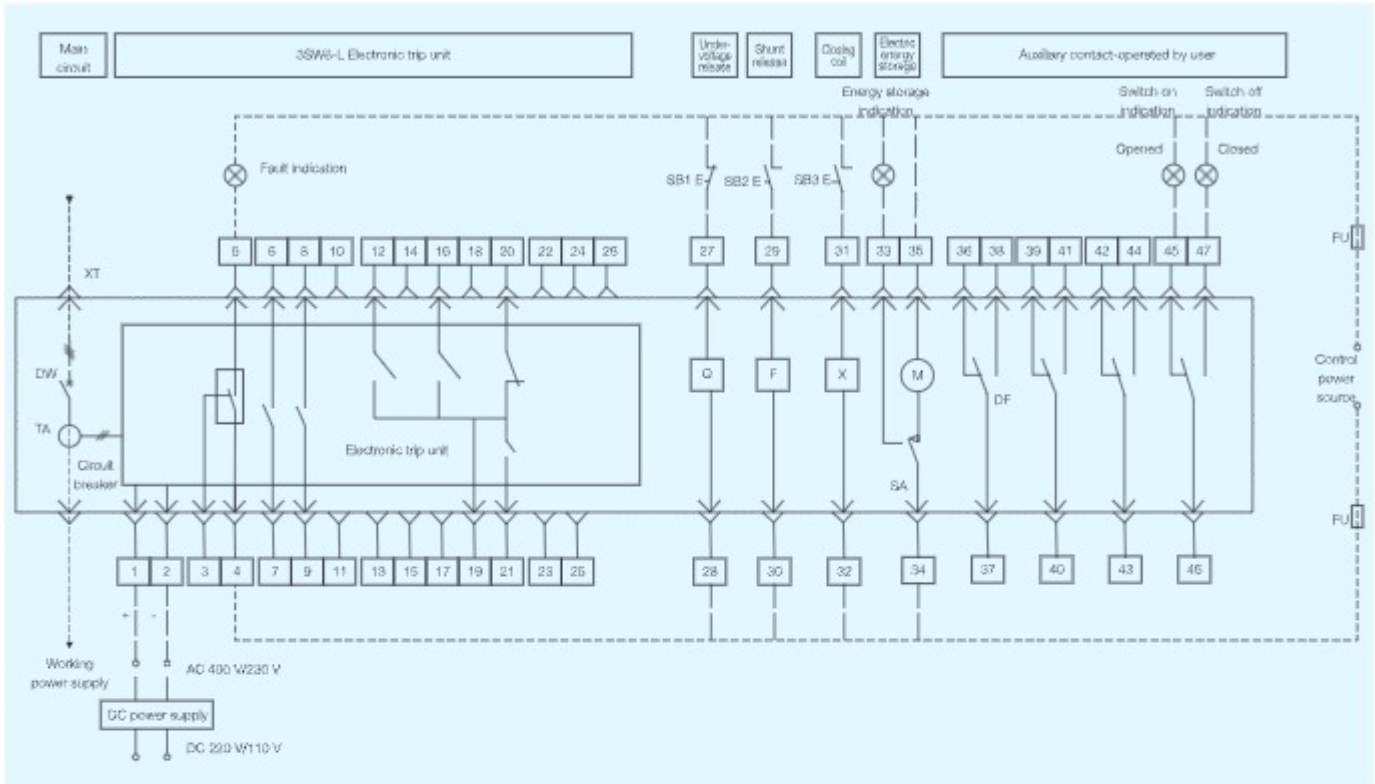 Main
circuit
3SW8-L Electronic trip unit
Under-
voltage
release
Shunt
release
Closing
coil
Electric
energy
storage
Auxiliary contact-operated by user
Energy storage
indication
Switch on
indication
Switch off
indication
Fault indication
SB1 E
SB2 E
SB3 E
Opened
Closed
XT
5 6 8 10 12 14 16 18 20 22 24 26 27 29 31 33 35 36 38 39 41 42 44 45 47
FU
DW
TA
Circuit
breaker
Electronic trip unit
Q
F
X
M
SA
DF
Control
power
source
FU
1 2 3 4 7 9 11 13 15 17 19 21 23 25 28 30 32 34 37 40 43 46
+ -
Working
power supply
AC 400 V/230 V
DC power supply
DC 220 V/110 V